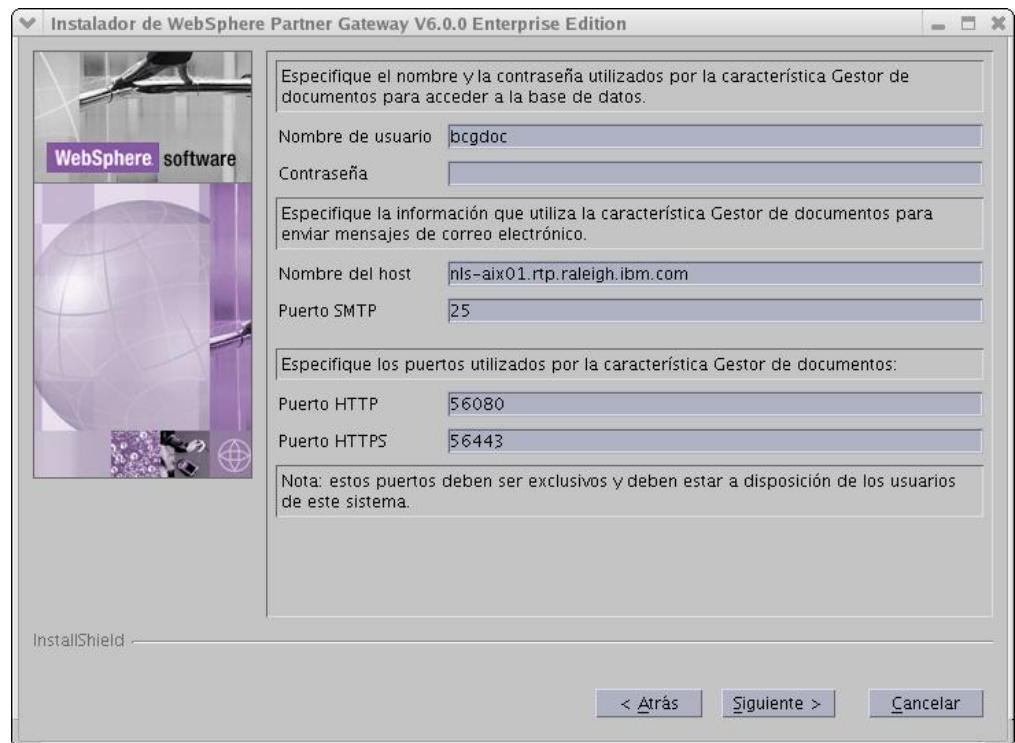 Instalador de WebSphere Partner Gateway V6.0.0 Enterprise Edition
WebSphere software
Especifique el nombre y la contraseña utilizados por la característica Gestor de
documentos para acceder a la base de datos.
Nombre de usuario bcgdoc
Contraseña
Especifique la información que utiliza la característica Gestor de documentos para
enviar mensajes de correo electrónico.
Nombre del host nls-aix01.rtp.raleigh.ibm.com
Puerto SMTP 25
Especifique los puertos utilizados por la característica Gestor de documentos:
Puerto HTTP 56080
Puerto HTTPS 56443
Nota: estos puertos deben ser exclusivos y deben estar a disposición de los usuarios
de este sistema.
InstallShield
< Atrás Siguiente > Cancelar